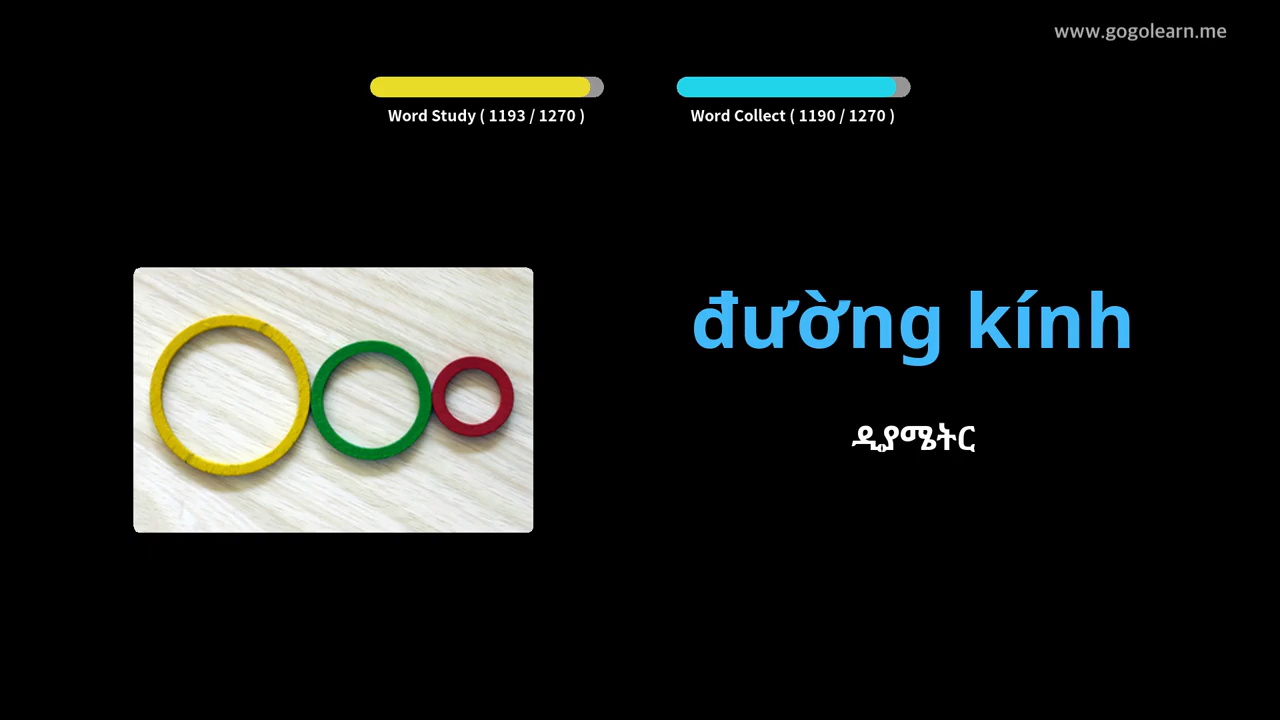 www.gogolearn.me
Word Study ( 1193 / 1270 )
Word Collect ( 1190 / 1270 )
đường kính
ዲያሜትር